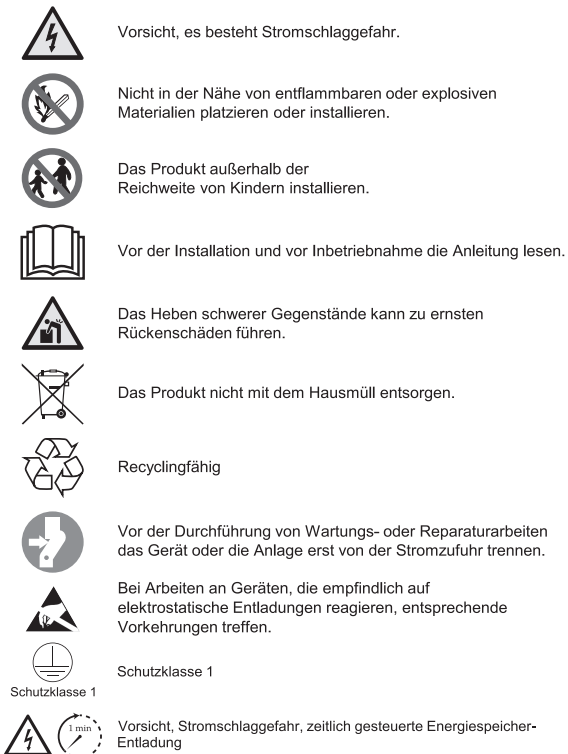 Vorsicht, es besteht Stromschlaggefahr.
Nicht in der Nähe von entflammbaren oder explosiven
Materialien platzieren oder installieren.
Das Produkt außerhalb der
Reichweite von Kindern installieren.
Vor der Installation und vor Inbetriebnahme die Anleitung lesen.
Das Heben schwerer Gegenstände kann zu ernsten
Rückenschäden führen.
Das Produkt nicht mit dem Hausmüll entsorgen.
Recyclingfähig
Vor der Durchführung von Wartungs- oder Reparaturarbeiten
das Gerät oder die Anlage erst von der Stromzufuhr trennen.
Bei Arbeiten an Geräten, die empfindlich auf
elektrostatische Entladungen reagieren, entsprechende
Vorkehrungen treffen.
Schutzklasse 1
Schutzklasse 1
1 min
Vorsicht, Stromschlaggefahr, zeitlich gesteuerte Energiespeicher-
Entladung